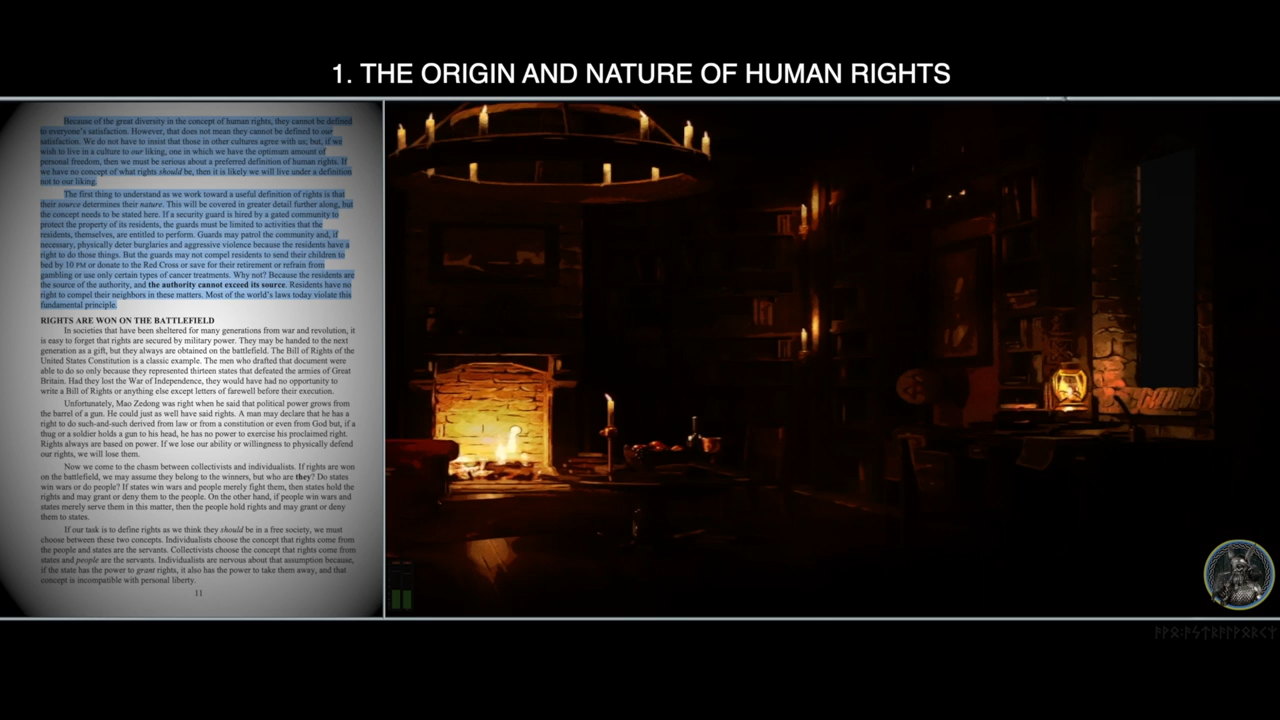 1. THE ORIGIN AND NATURE OF HUMAN RIGHTS
Because of the great diversity in the concept of human rights, they cannot be defined
to everyone's satisfaction. However, that does not mean they cannot be defined to our
satisfaction. We do not have to insist that those in other cultures agree with us; but, if we
wish to live in a culture to our liking, one in which we have the optimum amount of
personal freedom, then we must be serious about a preferred definition of human rights. If
we have no concept of what rights should be, then it is likely we will live under a definition
not to our liking.
The first thing to understand as we work toward a useful definition of rights is that
their source determines their nature. This will be covered in greater detail further along, but
the concept needs to be stated here. If a security guard is hired by a gated community to
protect the property of its residents, the guards must be limited to activities that the
residents, themselves, are entitled to perform. Guards may patrol the community and, if
necessary, physically deter burglaries and aggressive violence because the residents have a
right to do those things. But the guards may not compel residents to send their children to
bed by 10 PM or donate to the Red Cross or save for their retirement or refrain from
gambling or use only certain types of cancer treatments. Why not? Because the residents are
the source of the authority, and the authority cannot exceed its source. Residents have no
right to compel their neighbors in these matters. Most of the world's laws today violate this
fundamental principle.
RIGHTS ARE WON ON THE BATTLEFIELD
In societies that have been sheltered for many generations from war and revolution, it
is easy to forget that rights are secured by military power. They may be handed to the next
generation as a gift, but they always are obtained on the battlefield. The Bill of Rights of the
United States Constitution is a classic example. The men who drafted that document were
able to do so only because they represented thirteen states that defeated the armies of Great
Britain. Had they lost the War of Independence, they would have had no opportunity to
write a Bill of Rights or anything else except letters of farewell before their execution.
Unfortunately, Mao Zedong was right when he said that political power grows from
the barrel of a gun. He could just as well have said rights. A man may declare that he has a
right to do such-and-such derived from law or from a constitution or even from God but, if a
thug or a soldier holds a gun to his head, he has no power to exercise his proclaimed right.
Rights always are based on power. If we lose our ability or willingness to physically defend
our rights, we will lose them.
Now we come to the chasm between collectivists and individualists. If rights are won
on the battlefield, we may assume they belong to the winners, but who are they? Do states
win wars or do people? If states win wars and people merely fight them, then states hold the
rights and may grant or deny them to the people. On the other hand, if people win wars and
states merely serve them in this matter, then the people hold rights and may grant or deny
them to states.
If our task is to define rights as we think they should be in a free society, we must
choose between these two concepts. Individualists choose the concept that rights come from
the people and states are the servants. Collectivists choose the concept that rights come from
states and people are the servants. Individualists are nervous about that assumption because,
if the state has the power to grant rights, it also has the power to take them away, and that
concept is incompatible with personal liberty.
11